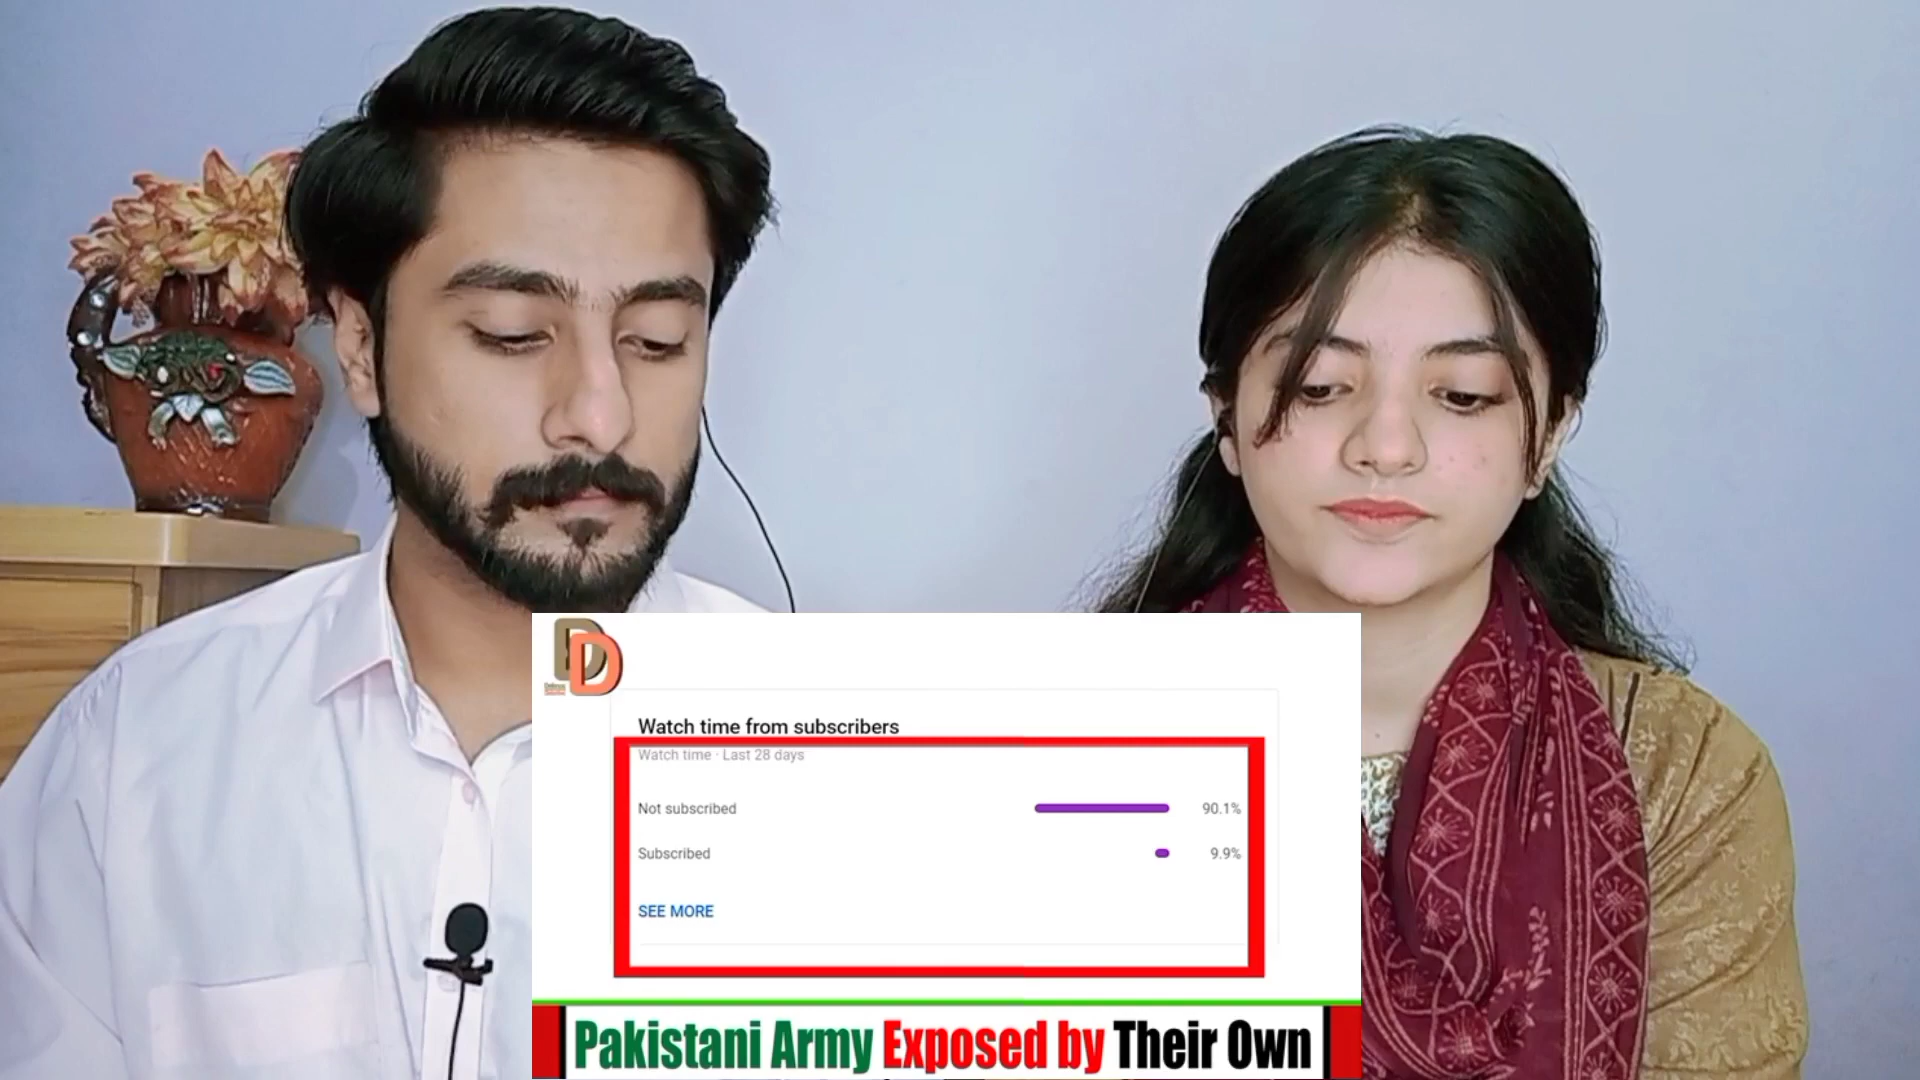 DD
Watch time from subscribers
Watch time · Last 28 days
Not subscribed 90.1%
Subscribed 9.9%
SEE MORE
Pakistani Army Exposed by Their Own